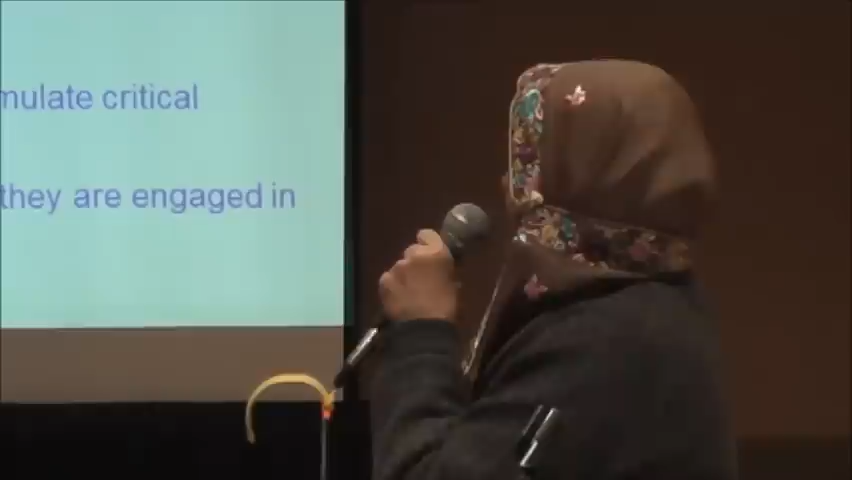 mulate critical
they are engaged in